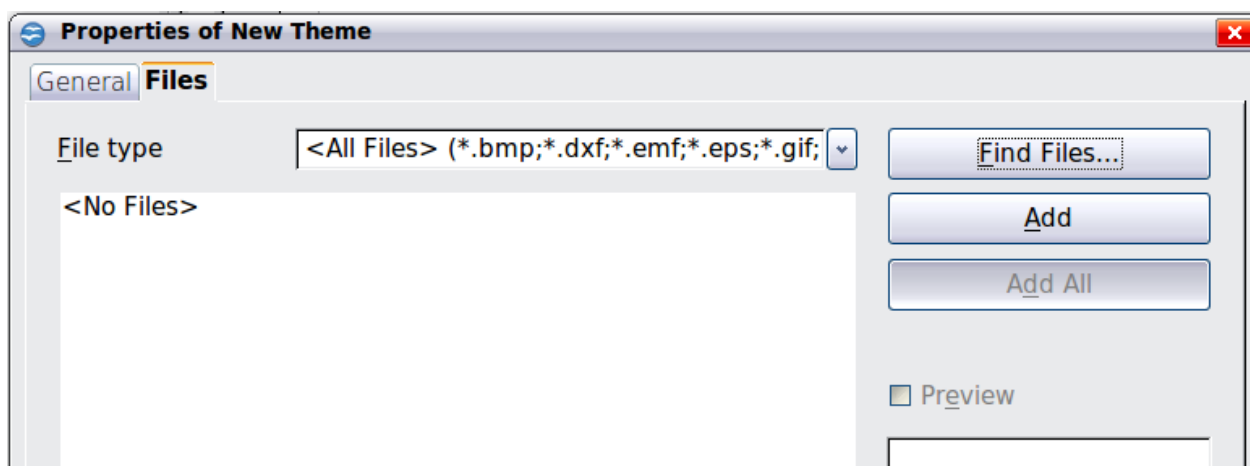 Properties of New Theme
General Files
File type <All Files> (*.bmp;*.dxf;*.emf;*.eps;*.gif; Find Files...
<No Files>
Add
Add All
Preview